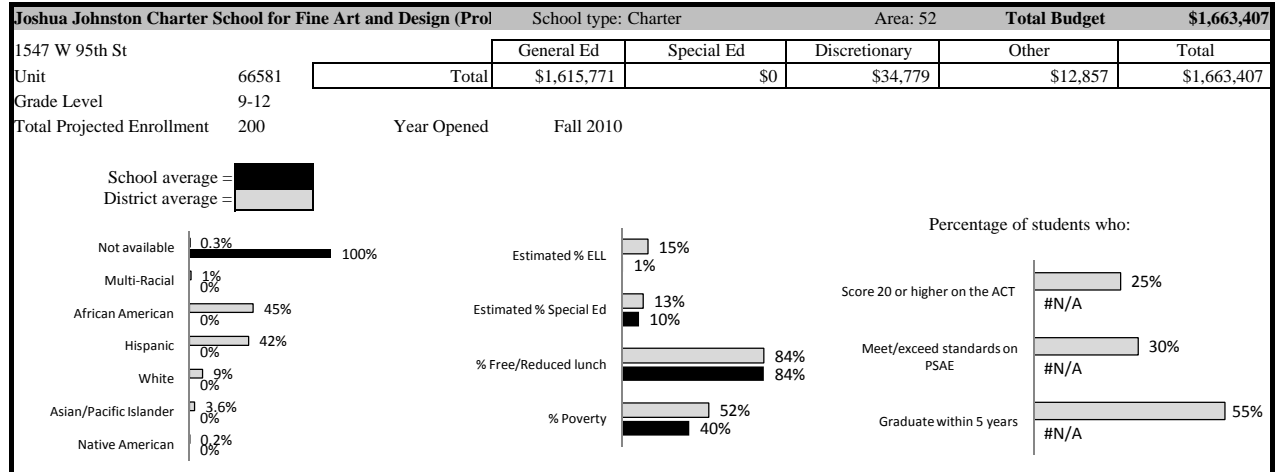 Joshua Johnston Charter School for Fine Art and Design (Prol School type: Charter Area: 52 Total Budget $1,663,407
1547 W 95th St General Ed Special Ed Discretionary Other Total
Unit 66581 Total $1,615,771 $0 $34,779 $12,857 $1,663,407
Grade Level 9-12
Total Projected Enrollment 200 Year Opened Fall 2010
School average =
District average =
Not available 0.3% 100%
Multi-Racial 1% 0%
African American 45% 0%
Hispanic 42% 0%
White 9% 0%
Asian/Pacific Islander 3.6% 0%
Native American 0.2% 0%
Estimated % ELL 15% 1%
Estimated % Special Ed 13% 10%
% Free/Reduced lunch 84% 84%
% Poverty 52% 40%
Percentage of students who:
Score 20 or higher on the ACT 25% #N/A
Meet/exceed standards on
PSAE 30% #N/A
Graduate within 5 years 55% #N/A